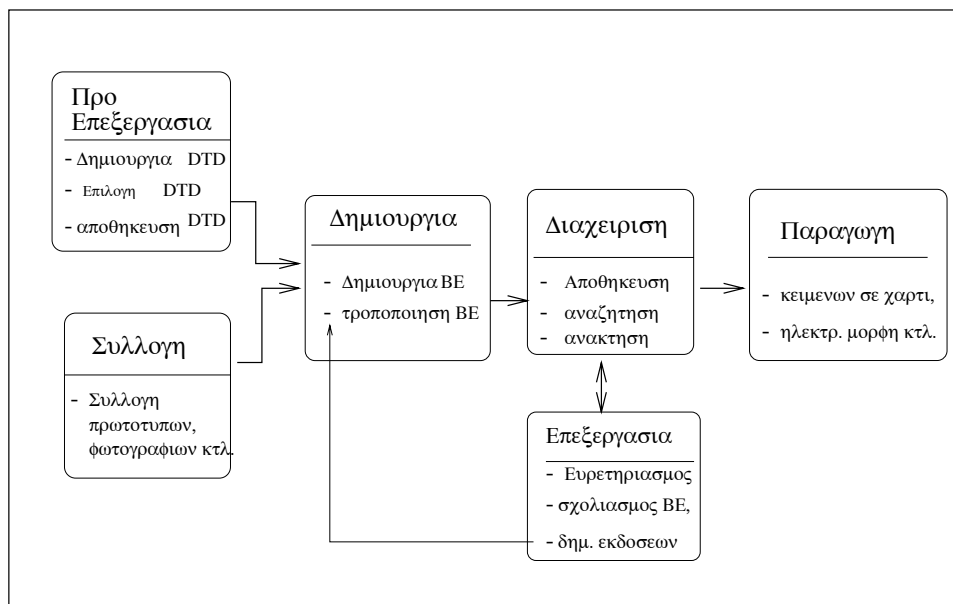 Προ
Επεξεργασια
- Δημιουργια DTD
- Επιλογη DTD
- αποθηκευση DTD
Συλλογη
- Συλλογη
πρωτοτυπων,
φωτογραφιων κτλ.
Δημιουργια
- Δημιουργια ΒΕ
- τροποποιηση ΒΕ
Διαχειριση
- Αποθηκευση
- αναζητηση
- ανακτηση
Επεξεργασια
- Ευρετηριασμος
- σχολιασμος ΒΕ,
- δημ. εκδοσεων
Παραγωγη
- κειμενων σε χαρτι,
- ηλεκτρ. μορφη κτλ.